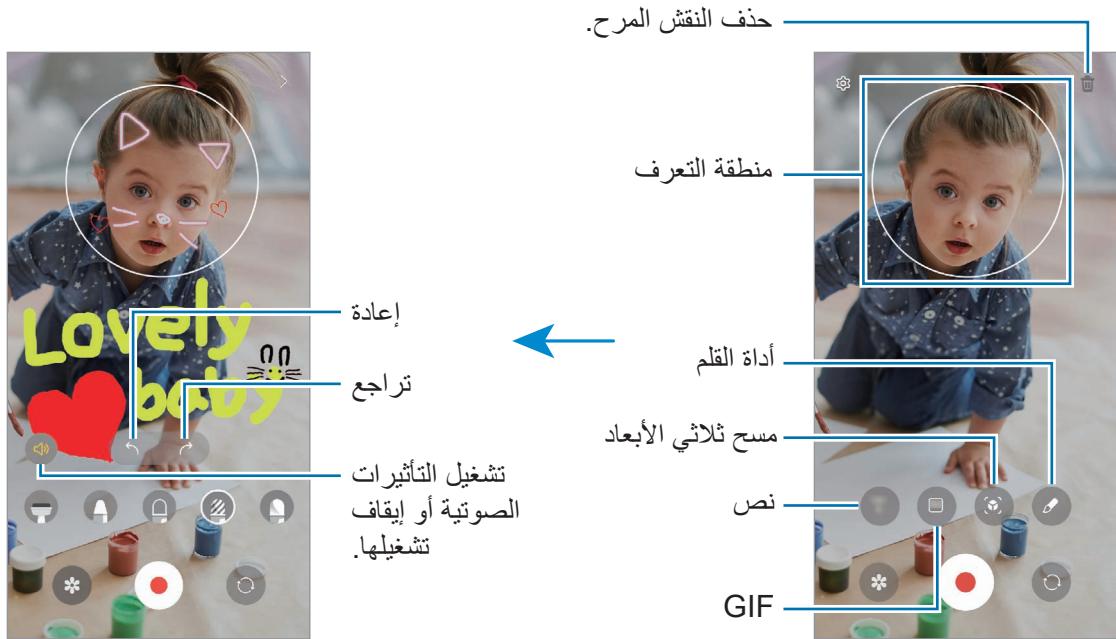 حذف النقش المرح.
منطقة التعرف
أداة القلم
مسح ثلاثي الأبعاد
نص
GIF
إعادة
تراجع
تشغيل التأثيرات
الصوتية أو إيقاف
تشغيلها.
Lovely
baby